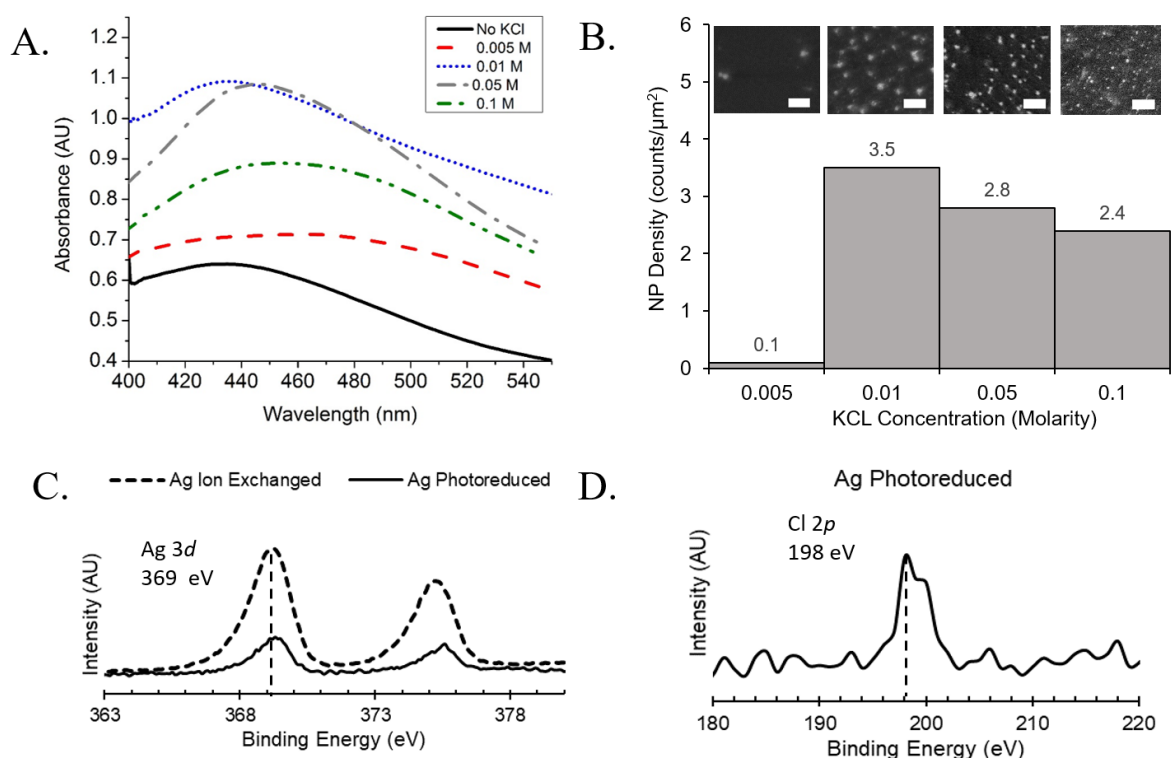 A.
Absorbance (AU)
1.2
1.1
1.0
0.9
0.8
0.7
0.6
0.5
0.4
400
420
440
460
480
500
520
540
Wavelength (nm)
No KCl
0.005 M
0.01 M
0.05 M
0.1 M
B.
NP Density (counts/μm²)
6
5
4
3
2
1
0
0.1
3.5
2.8
2.4
0.005
0.01
0.05
0.1
KCL Concentration (Molarity)
C.
Ag Ion Exchanged
Ag Photoreduced
Ag 3d
369 eV
Intensity (AU)
363
368
373
378
Binding Energy (eV)
D.
Ag Photoreduced
Cl 2p
198 eV
Intensity (AU)
180
190
200
210
220
Binding Energy (eV)